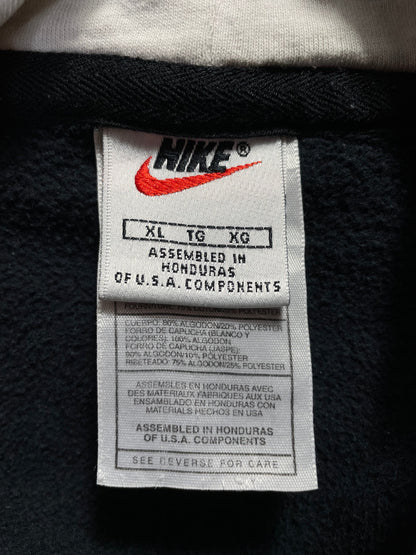 NIKE®
XL TG XG
ASSEMBLED IN
HONDURAS
OF U.S.A. COMPONENTS
CUERPO: 80% ALGODON/20% POLYESTER
FORRO DE CAPUCHA (BLANCO Y
COLORES): 100% ALGODON
FORRO DE CAPUCHA (JASPE):
90% ALGODON/10% POLYESTER
RIBETEADO: 75% ALGODON/25% POLYESTER
ASSEMBLES EN HONDURAS AVEC
DES MATERIAUX FABRIQUES AUX USA
ENSAMBLADO EN HONDURAS CON
MATERIALS HECHOS EN USA
ASSEMBLED IN HONDURAS
OF U.S.A. COMPONENTS
SEE REVERSE FOR CARE